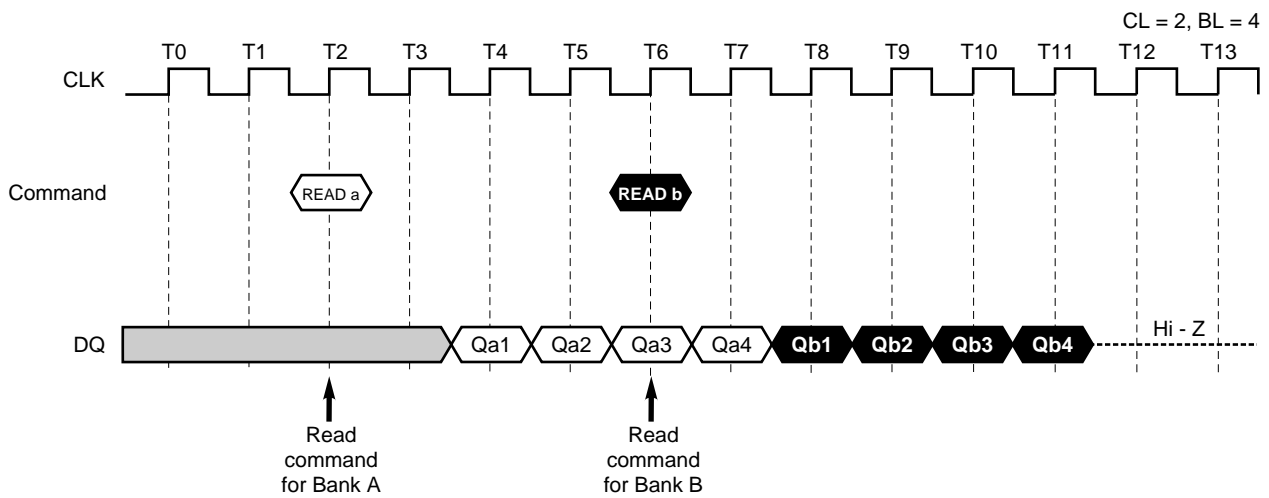 CL = 2, BL = 4
T0 T1 T2 T3 T4 T5 T6 T7 T8 T9 T10 T11 T12 T13
CLK
Command READ a READ b
Hi - Z
DQ Qa1 Qa2 Qa3 Qa4 Qb1 Qb2 Qb3 Qb4
Read Read
command command
for Bank A for Bank B